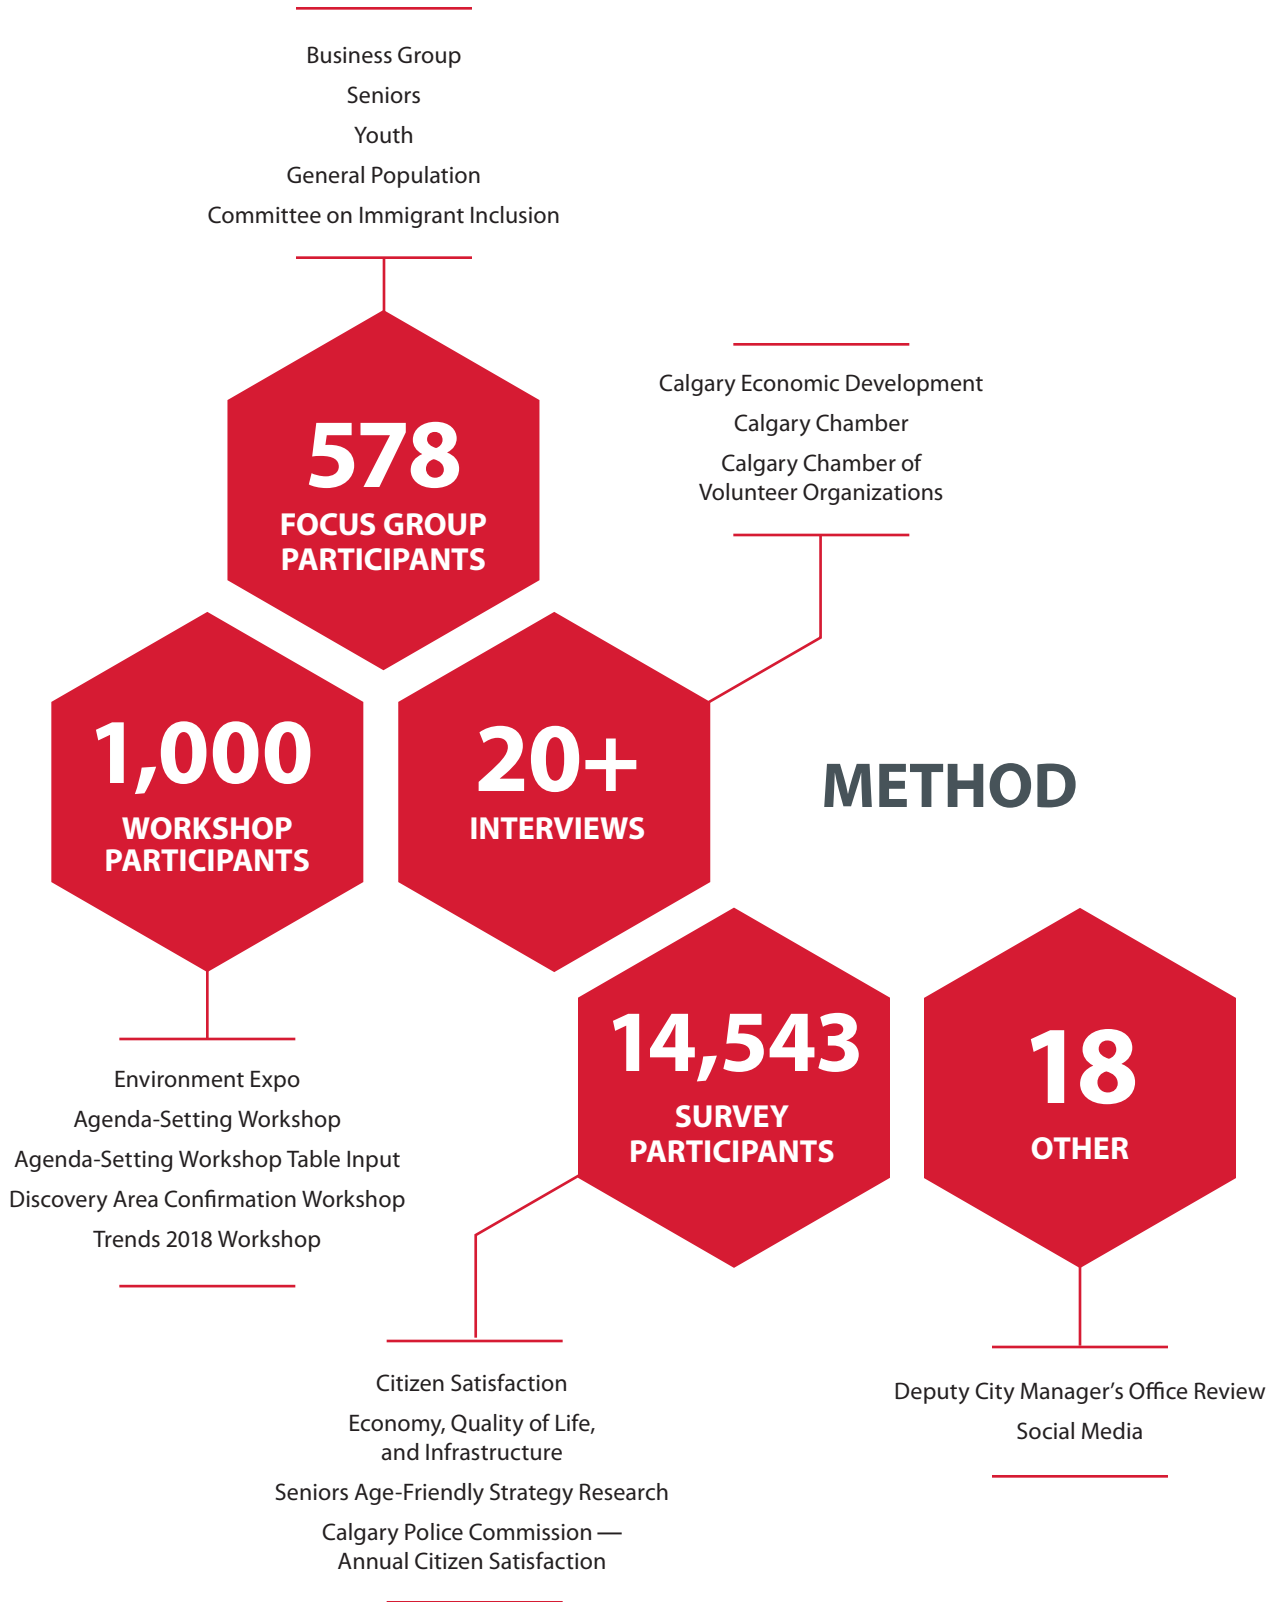 Business Group
Seniors
Youth
General Population
Committee on Immigrant Inclusion
578
FOCUS GROUP
PARTICIPANTS
Calgary Economic Development
Calgary Chamber
Calgary Chamber of
Volunteer Organizations
1,000
WORKSHOP
PARTICIPANTS
20+
INTERVIEWS
METHOD
14,543
SURVEY
PARTICIPANTS
18
OTHER
Environment Expo
Agenda-Setting Workshop
Agenda-Setting Workshop Table Input
Discovery Area Confirmation Workshop
Trends 2018 Workshop
Citizen Satisfaction
Economy, Quality of Life,
and Infrastructure
Seniors Age-Friendly Strategy Research
Calgary Police Commission —
Annual Citizen Satisfaction
Deputy City Manager’s Office Review
Social Media